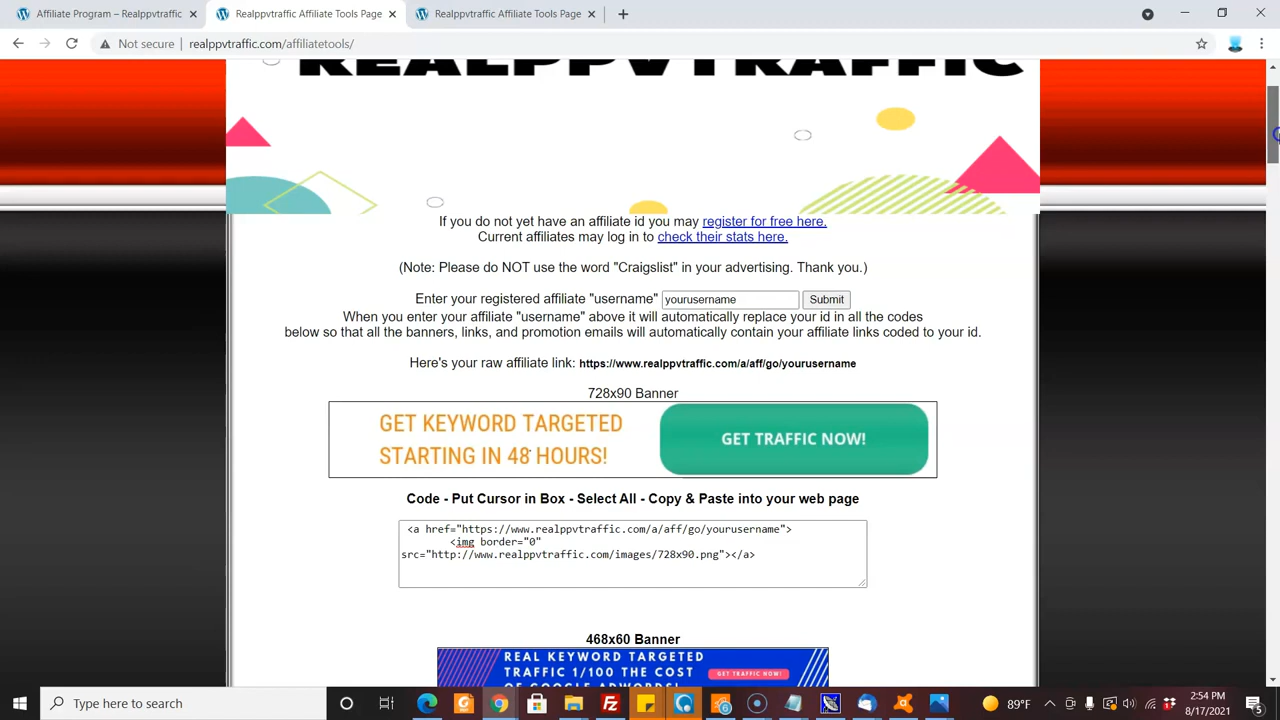 Affiliate Program – Realppvtraffic
Realppvtraffic Affiliate Tools Page
Realppvtraffic Affiliate Tools Page
Not secure
realppvtraffic.com/affiliatetools/
REALPPVTRAFFIC
If you do not yet have an affiliate id you may register for free here.
Current affiliates may log in to check their stats here.
(Note: Please do NOT use the word "Craigslist" in your advertising. Thank you.)
Enter your registered affiliate "username" yourusername Submit
When you enter your affiliate "username" above it will automatically replace your id in all the codes
below so that all the banners, links, and promotion emails will automatically contain your affiliate links coded to your id.
Here's your raw affiliate link: https://www.realppvtraffic.com/a/aff/go/yourusername
728x90 Banner
GET KEYWORD TARGETED
STARTING IN 48 HOURS!
GET TRAFFIC NOW!
Code - Put Cursor in Box - Select All - Copy & Paste into your web page
<a href="https://www.realppvtraffic.com/a/aff/go/yourusername">
<img border="0"
src="http://www.realppvtraffic.com/images/728x90.png"></a>
468x60 Banner
REAL KEYWORD TARGETED
TRAFFIC 1/100 THE COST
OF GOOGLE ADWORDS!
GET TRAFFIC NOW!
Type here to search
89°F
2:54 PM
8/17/2021
5